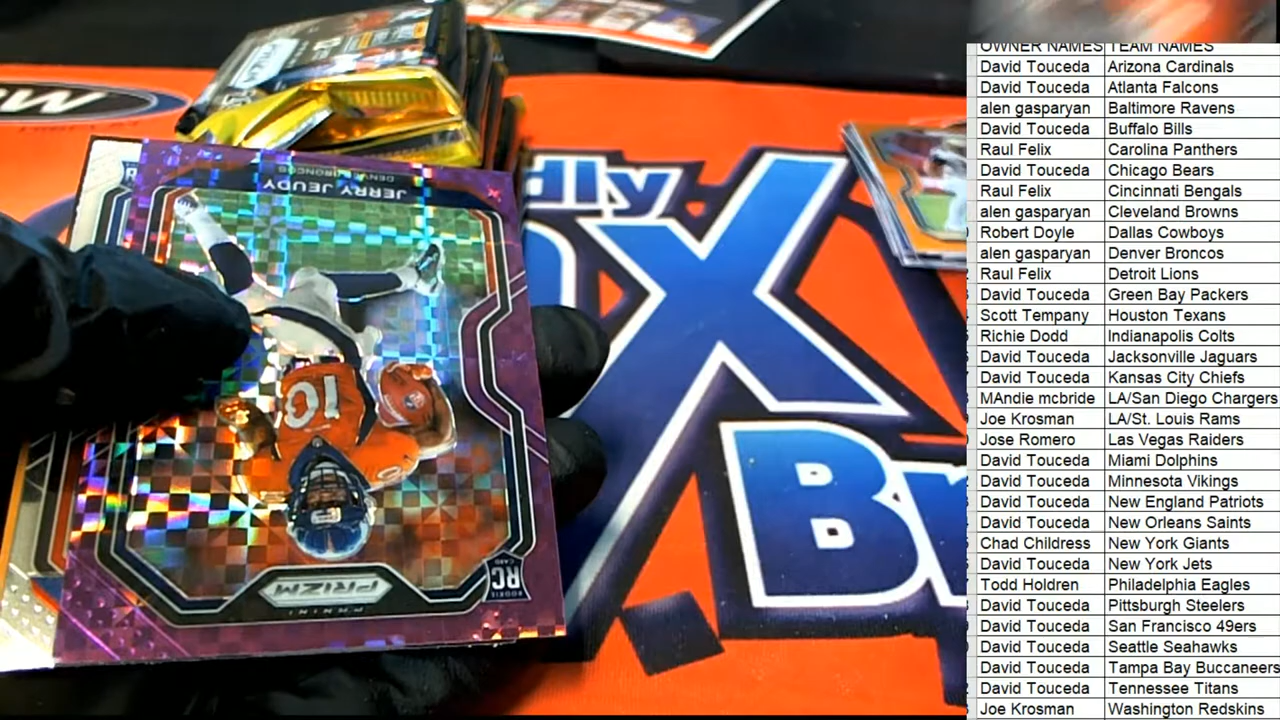 JERRY JEUDY
DENVER BRONCOS
10
PANINI
PRIZM
ROOKIE
RC
CARD
dly
X
Br
OWNER NAMES TEAM NAMES
David Touceda Arizona Cardinals
David Touceda Atlanta Falcons
alen gasparyan Baltimore Ravens
David Touceda Buffalo Bills
Raul Felix Carolina Panthers
David Touceda Chicago Bears
Raul Felix Cincinnati Bengals
alen gasparyan Cleveland Browns
Robert Doyle Dallas Cowboys
alen gasparyan Denver Broncos
Raul Felix Detroit Lions
David Touceda Green Bay Packers
Scott Tempany Houston Texans
Richie Dodd Indianapolis Colts
David Touceda Jacksonville Jaguars
David Touceda Kansas City Chiefs
MAndie mcbride LA/San Diego Chargers
Joe Krosman LA/St. Louis Rams
Jose Romero Las Vegas Raiders
David Touceda Miami Dolphins
David Touceda Minnesota Vikings
David Touceda New England Patriots
David Touceda New Orleans Saints
Chad Childress New York Giants
David Touceda New York Jets
Todd Holdren Philadelphia Eagles
David Touceda Pittsburgh Steelers
David Touceda San Francisco 49ers
David Touceda Seattle Seahawks
David Touceda Tampa Bay Buccaneers
David Touceda Tennessee Titans
Joe Krosman Washington Redskins